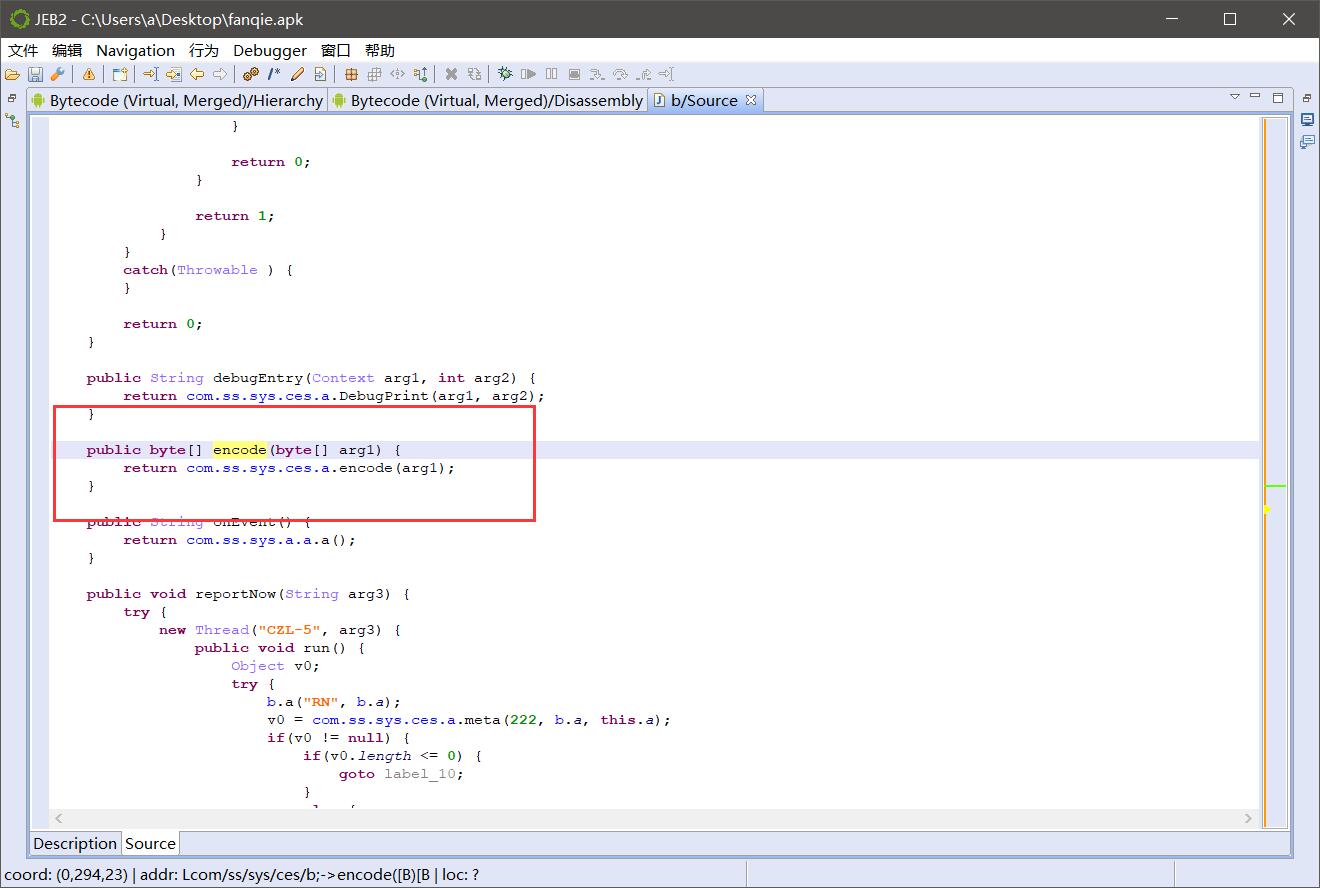 JEB2 - C:\Users\a\Desktop\fanqie.apk
文件 编辑 Navigation 行为 Debugger 窗口 帮助
Bytecode (Virtual, Merged)/Hierarchy Bytecode (Virtual, Merged)/Disassembly b/Source
}
return 0;
}
return 1;
}
}
catch(Throwable ) {
}
return 0;
}
public String debugEntry(Context arg1, int arg2) {
return com.ss.sys.ces.a.DebugPrint(arg1, arg2);
}
public byte[] encode(byte[] arg1) {
return com.ss.sys.ces.a.encode(arg1);
}
public String onEvent() {
return com.ss.sys.a.a.a();
}
public void reportNow(String arg3) {
try {
new Thread("CZL-5", arg3) {
public void run() {
Object v0;
try {
b.a("RN", b.a);
v0 = com.ss.sys.ces.a.meta(222, b.a, this.a);
if(v0 != null) {
if(v0.length <= 0) {
goto label_10;
}
Description Source
coord: (0,294,23) | addr: Lcom/ss/sys/ces/b;->encode([B)[B | loc: ?